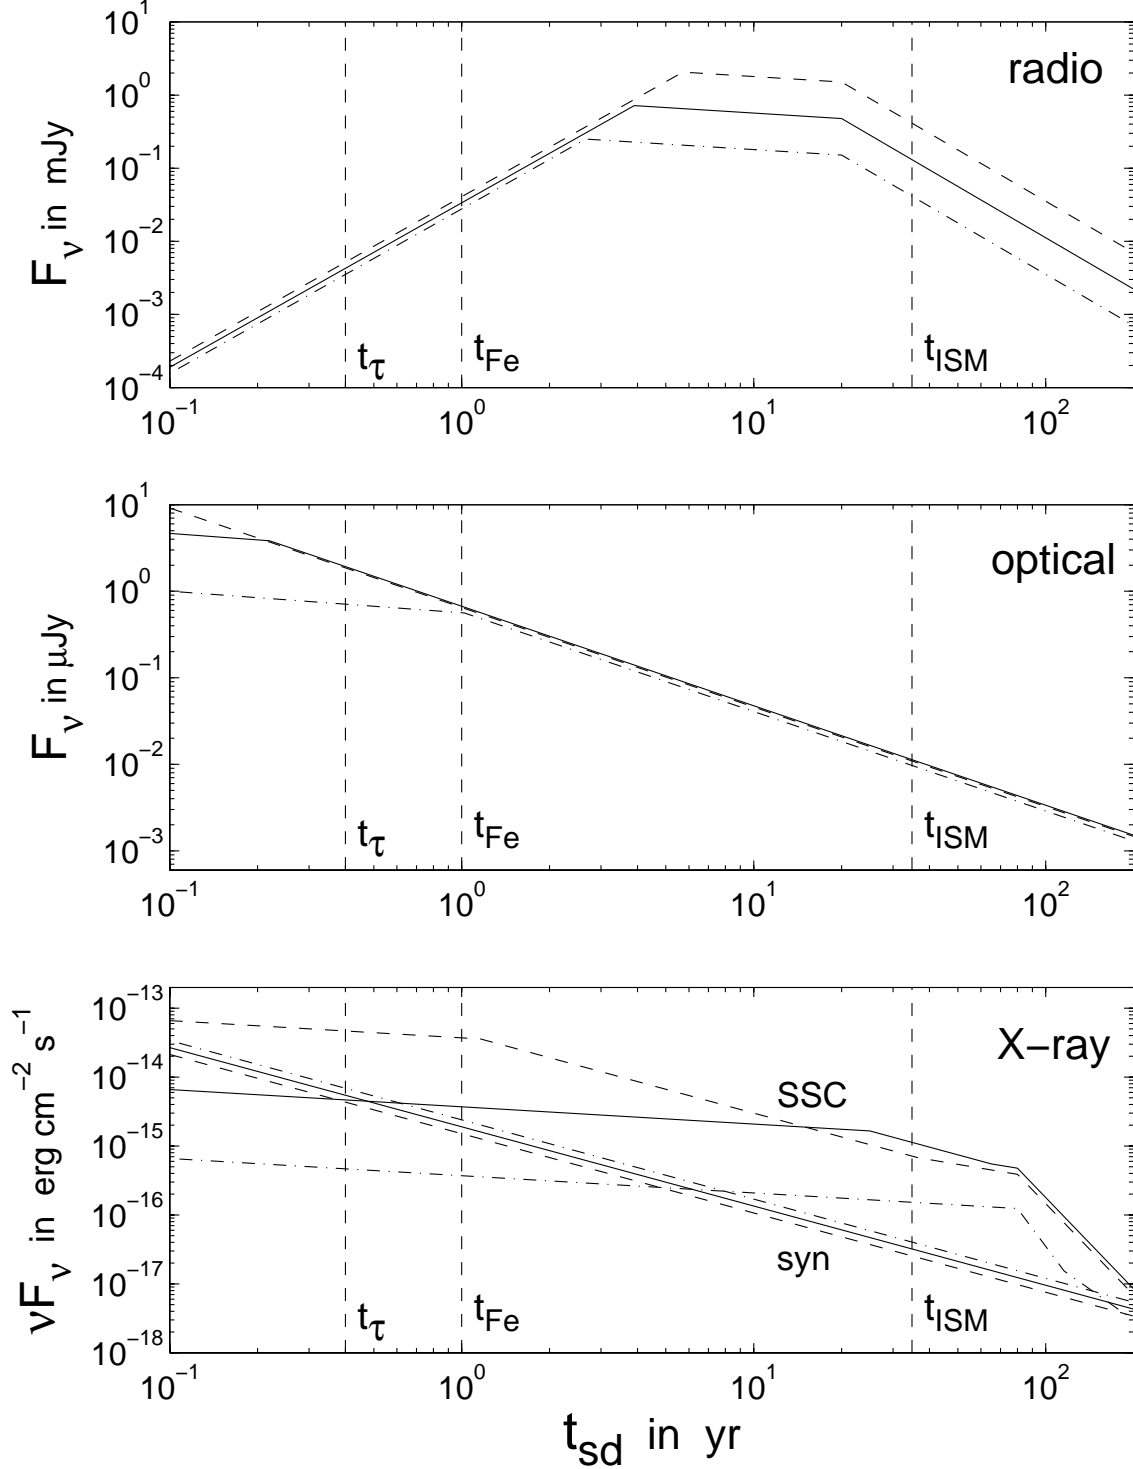 10^1
10^0
10^−1
10^−2
10^−3
10^−4
F_ν in mJy
radio
t_τ
t_Fe
t_ISM
10^−1 10^0 10^1 10^2
10^1
10^0
10^−1
10^−2
10^−3
F_ν in μJy
optical
t_τ
t_Fe
t_ISM
10^−1 10^0 10^1 10^2
10^−13
10^−14
10^−15
10^−16
10^−17
10^−18
νF_ν in erg cm^−2 s^−1
X−ray
SSC
syn
t_τ
t_Fe
t_ISM
10^−1 10^0 10^1 10^2
t_sd in yr